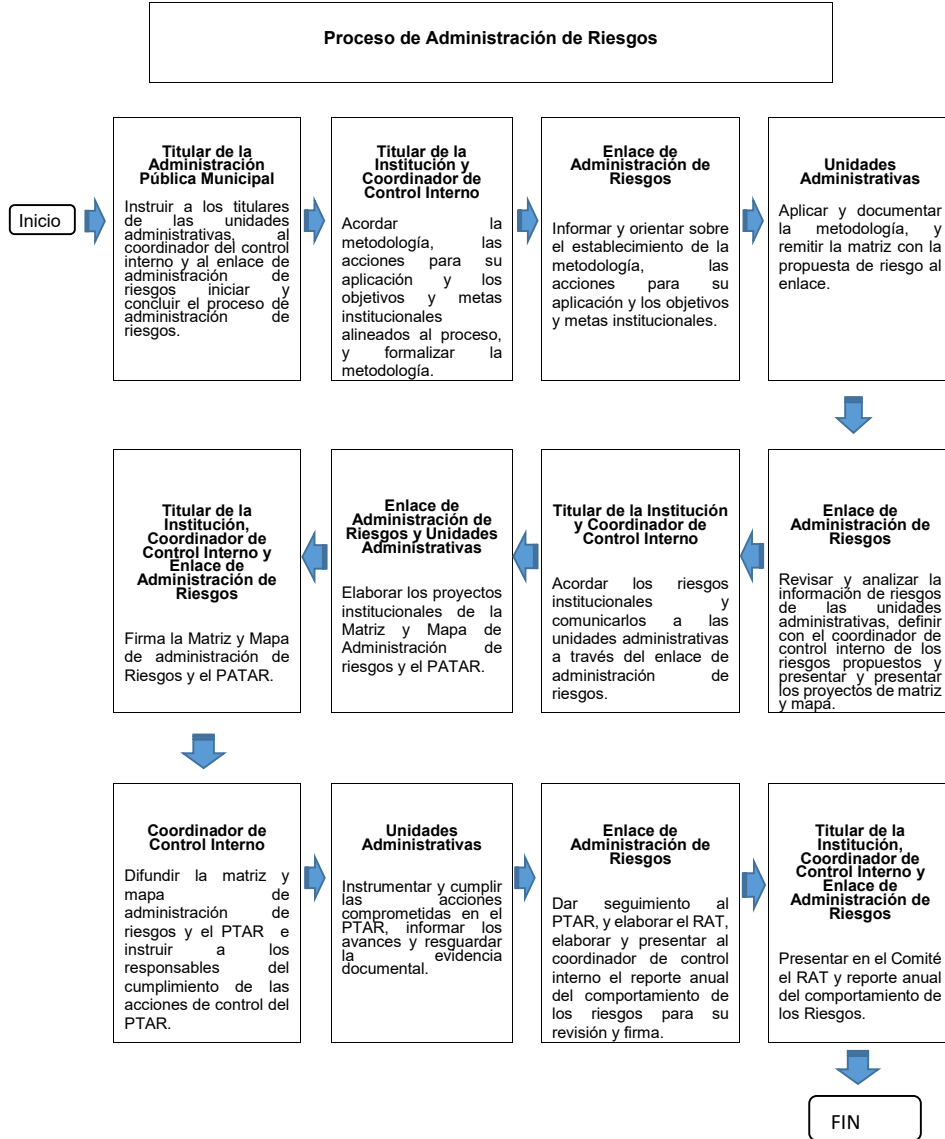 Proceso de Administración de Riesgos
Inicio
Titular de la
Administración
Pública Municipal
Instruir a los titulares
de las unidades
administrativas, al
coordinador del control
interno y al enlace de
administración de
riesgos iniciar y
concluir el proceso de
administración de
riesgos.
Titular de la
Institución y
Coordinador de
Control Interno
Acordar la
metodología, las
acciones para su
aplicación y los
objetivos y metas
institucionales
alineados al proceso,
y formalizar la
metodología.
Enlace de
Administración de
Riesgos
Informar y orientar sobre
el establecimiento de la
metodología, las
acciones para su
aplicación y los objetivos
y metas institucionales.
Unidades
Administrativas
Aplicar y documentar
la metodología, y
remitir la matriz con la
propuesta de riesgo al
enlace.
Enlace de
Administración de
Riesgos
Revisar y analizar la
información de riesgos
de las unidades
administrativas, definir
con el coordinador de
control interno de los
riesgos propuestos y
presentar y presentar
los proyectos de matriz
y mapa.
Titular de la Institución
y Coordinador de
Control Interno
Acordar los riesgos
institucionales y
comunicarlos a las
unidades administrativas
a través del enlace de
administración de
riesgos.
Enlace de
Administración de
Riesgos y Unidades
Administrativas
Elaborar los proyectos
institucionales de la
Matriz y Mapa de
Administración de
riesgos y el PATAR.
Titular de la
Institución,
Coordinador de
Control Interno y
Enlace de
Administración de
Riesgos
Firma la Matriz y Mapa
de administración de
Riesgos y el PATAR.
Coordinador de
Control Interno
Difundir la matriz y
mapa de
administración de
riesgos y el PTAR e
instruir a los
responsables del
cumplimiento de las
acciones de control del
PTAR.
Unidades
Administrativas
Instrumentar y cumplir
las acciones
comprometidas en el
PTAR, informar los
avances y resguardar
la evidencia
documental.
Enlace de
Administración de
Riesgos
Dar seguimiento al
PTAR, y elaborar el RAT,
elaborar y presentar al
coordinador de control
interno el reporte anual
del comportamiento de
los riesgos para su
revisión y firma.
Titular de la
Institución,
Coordinador de
Control Interno y
Enlace de
Administración de
Riesgos
Presentar en el Comité
el RAT y reporte anual
del comportamiento de
los Riesgos.
FIN